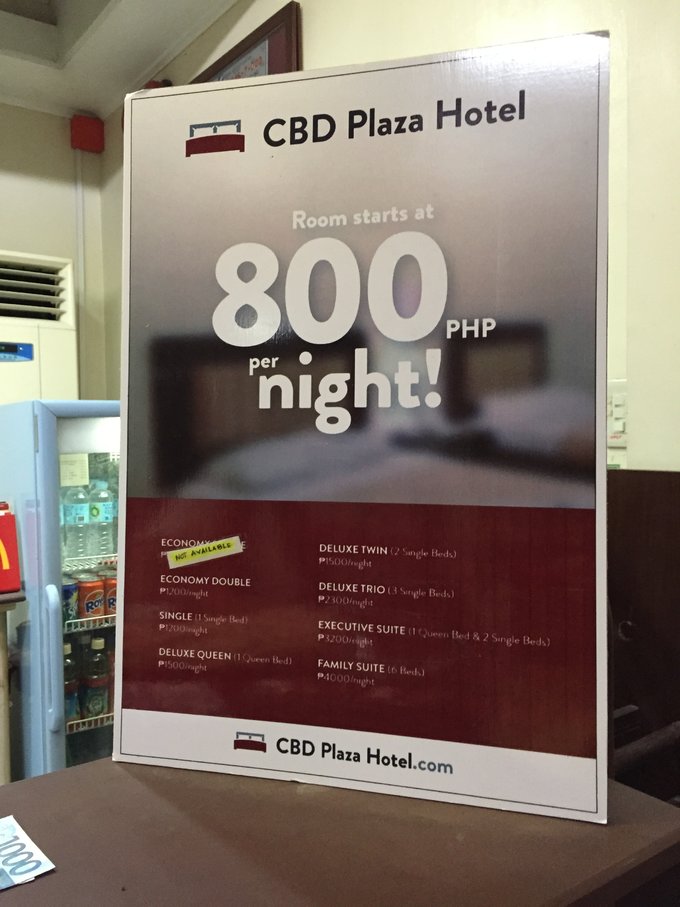 CBD Plaza Hotel
Room starts at
800 PHP
per
night!
ECONOMY
NOT AVAILABLE
ECONOMY DOUBLE
₱1200/night
SINGLE (1 Single Bed)
₱1200/night
DELUXE QUEEN (1 Queen Bed)
₱1500/night
DELUXE TWIN (2 Single Beds)
₱1500/night
DELUXE TRIO (3 Single Beds)
₱2300/night
EXECUTIVE SUITE (1 Queen Bed & 2 Single Beds)
₱3200/night
FAMILY SUITE (6 Beds)
₱4000/night
CBD Plaza Hotel.com
1000